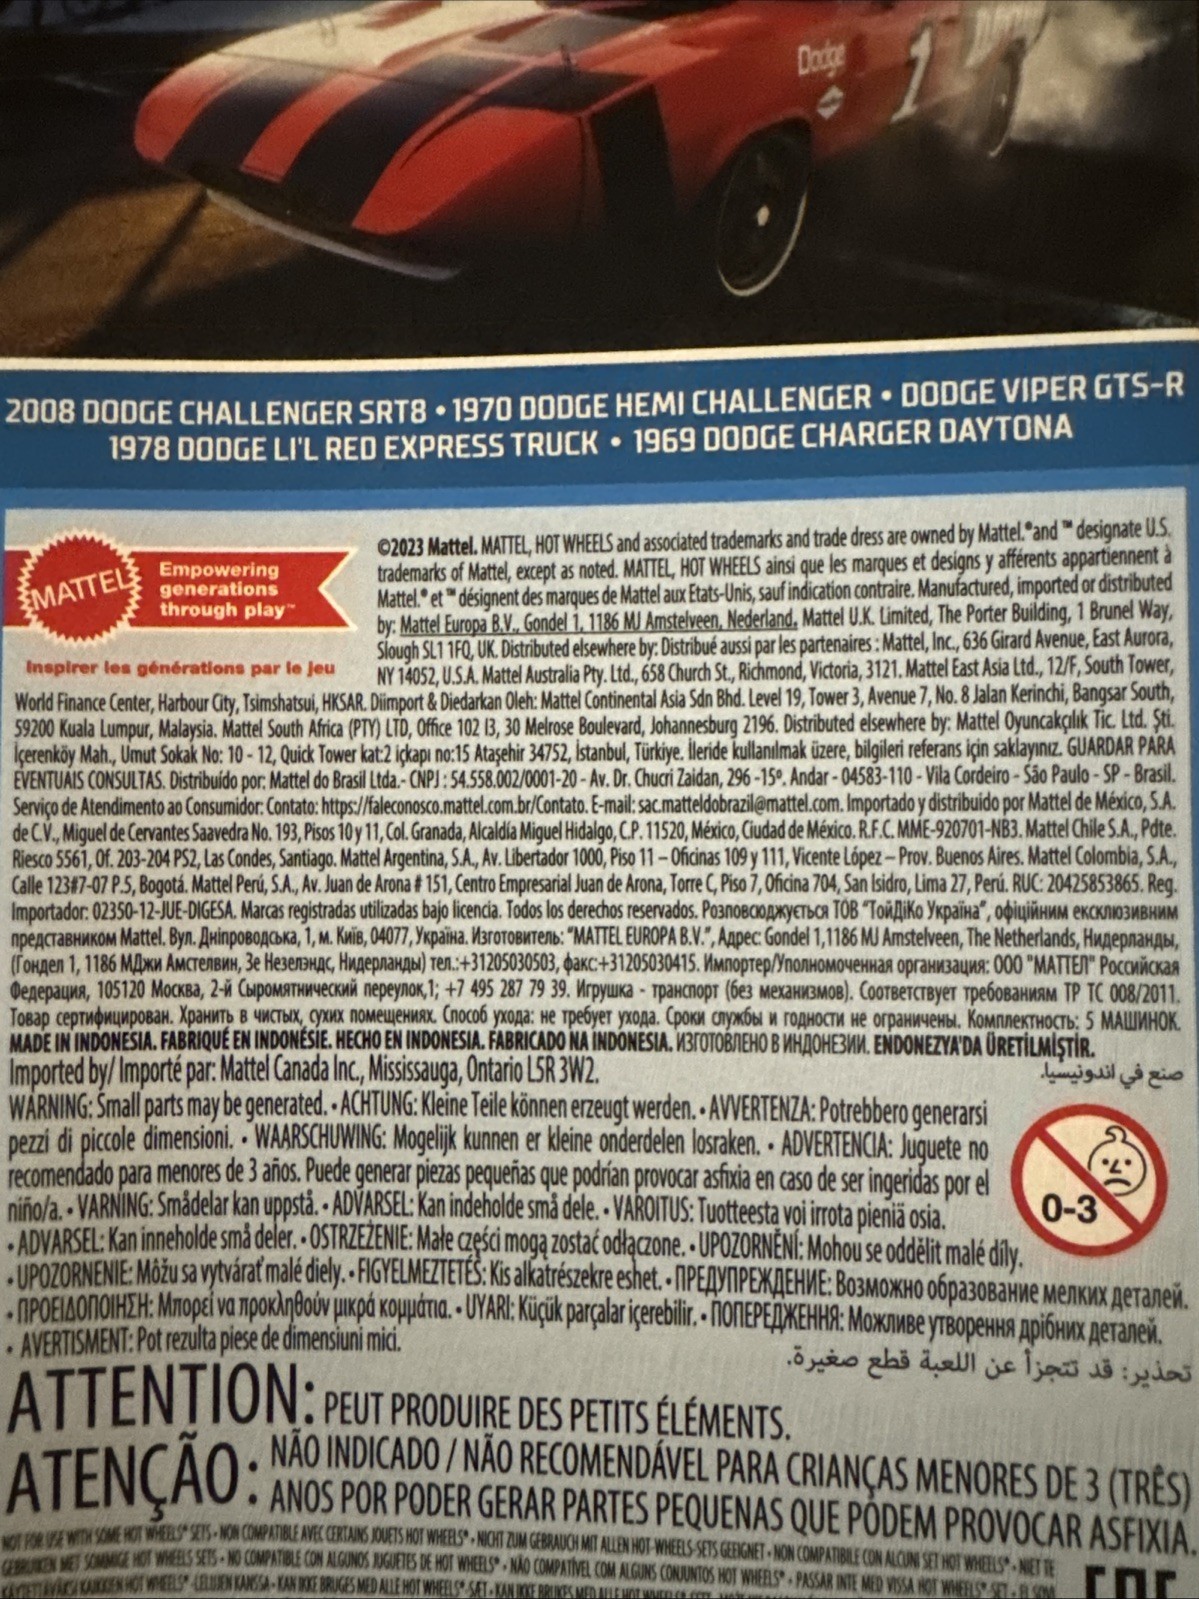 Dodge
1
2008 DODGE CHALLENGER SRT8 • 1970 DODGE HEMI CHALLENGER • DODGE VIPER GTS-R
1978 DODGE LI'L RED EXPRESS TRUCK • 1969 DODGE CHARGER DAYTONA
MATTEL
Empowering
generations
through play™
Inspirer les générations par le jeu
©2023 Mattel. MATTEL, HOT WHEELS and associated trademarks and trade dress are owned by Mattel.®and ™ designate U.S.
trademarks of Mattel, except as noted. MATTEL, HOT WHEELS ainsi que les marques et designs y afférents appartiennent à
Mattel.® et ™ désignent des marques de Mattel aux États-Unis, sauf indication contraire. Manufactured, imported or distributed
by: Mattel Europa B.V., Gondel 1, 1186 MJ Amstelveen, Nederland. Mattel U.K. Limited, The Porter Building, 1 Brunel Way,
Slough SL1 1FQ, UK. Distributed elsewhere by: Distribué aussi par les partenaires : Mattel, Inc., 636 Girard Avenue, East Aurora,
NY 14052, U.S.A. Mattel Australia Pty. Ltd., 658 Church St., Richmond, Victoria, 3121. Mattel East Asia Ltd., 12/F, South Tower,
World Finance Center, Harbour City, Tsimshatsui, HKSAR. Diimport & Diedarkan Oleh: Mattel Continental Asia Sdn Bhd. Level 19, Tower 3, Avenue 7, No. 8 Jalan Kerinchi, Bangsar South,
59200 Kuala Lumpur, Malaysia. Mattel South Africa (PTY) LTD, Office 102 I3, 30 Melrose Boulevard, Johannesburg 2196. Distributed elsewhere by: Mattel Oyuncakçılık Tic. Ltd. Şti.
İçerenköy Mah., Umut Sokak No: 10 - 12, Quick Tower kat:2 içkapı no:15 Ataşehir 34752, İstanbul, Türkiye. İleride kullanılmak üzere, bilgileri referans için saklayınız. GUARDAR PARA
EVENTUAIS CONSULTAS. Distribuído por: Mattel do Brasil Ltda.- CNPJ : 54.558.002/0001-20 - Av. Dr. Chucri Zaidan, 296 -15º. Andar - 04583-110 - Vila Cordeiro - São Paulo - SP - Brasil.
Serviço de Atendimento ao Consumidor: Contato: https://faleconosco.mattel.com.br/Contato. E-mail: sac.matteldobrazil@mattel.com. Importado y distribuido por Mattel de México, S.A.
de C.V., Miguel de Cervantes Saavedra No. 193, Pisos 10 y 11, Col. Granada, Alcaldía Miguel Hidalgo, C.P. 11520, México, Ciudad de México. R.F.C. MME-920701-NB3. Mattel Chile S.A., Pdte.
Riesco 5561, Of. 203-204 PS2, Las Condes, Santiago. Mattel Argentina, S.A., Av. Libertador 1000, Piso 11 – Oficinas 109 y 111, Vicente López – Prov. Buenos Aires. Mattel Colombia, S.A.,
Calle 123#7-07 P.5, Bogotá. Mattel Perú, S.A., Av. Juan de Arona # 151, Centro Empresarial Juan de Arona, Torre C, Piso 7, Oficina 704, San Isidro, Lima 27, Perú. RUC: 20425853865. Reg.
Importador: 02350-12-JUE-DIGESA. Marcas registradas utilizadas bajo licencia. Todos los derechos reservados. Розповсюджується ТОВ "ТойДіКо Україна", офіційним ексклюзивним
представником Mattel. Вул. Дніпроводська, 1, м. Київ, 04077, Україна. Изготовитель: "MATTEL EUROPA B.V.", Адрес: Gondel 1,1186 MJ Amstelveen, The Netherlands, Нидерланды,
(Гондел 1, 1186 МДжи Амстелвин, Зе Незелэндс, Нидерланды) тел.:+31205030503, факс:+31205030415. Импортер/Уполномоченная организация: ООО "МАТТЕЛ" Российская
Федерация, 105120 Москва, 2-й Сыромятнический переулок,1; +7 495 287 79 39. Игрушка - транспорт (без механизмов). Соответствует требованиям ТР ТС 008/2011.
Товар сертифицирован. Хранить в чистых, сухих помещениях. Способ ухода: не требует ухода. Сроки службы и годности не ограничены. Комплектность: 5 МАШИНОК.
MADE IN INDONESIA. FABRIQUÉ EN INDONÉSIE. HECHO EN INDONESIA. FABRICADO NA INDONESIA. ИЗГОТОВЛЕНО В ИНДОНЕЗИИ. ENDONEZYA'DA ÜRETİLMİŞTİR.
صنع في اندونيسيا.
Imported by/ Importé par: Mattel Canada Inc., Mississauga, Ontario L5R 3W2.
WARNING: Small parts may be generated. • ACHTUNG: Kleine Teile können erzeugt werden. • AVVERTENZA: Potrebbero generarsi
pezzi di piccole dimensioni. • WAARSCHUWING: Mogelijk kunnen er kleine onderdelen losraken. • ADVERTENCIA: Juguete no
recomendado para menores de 3 años. Puede generar piezas pequeñas que podrían provocar asfixia en caso de ser ingeridas por el
niño/a. • VARNING: Smådelar kan uppstå. • ADVARSEL: Kan indeholde små dele. • VAROITUS: Tuotteesta voi irrota pieniä osia.
• ADVARSEL: Kan inneholde små deler. • OSTRZEŻENIE: Małe części mogą zostać odłączone. • UPOZORNĚNÍ: Mohou se oddělit malé díly.
• UPOZORNENIE: Môžu sa vytvárať malé diely. • FIGYELMEZTETÉS: Kis alkatrészekre eshet. • ПРЕДУПРЕЖДЕНИЕ: Возможно образование мелких деталей.
• ΠΡΟΕΙΔΟΠΟΙΗΣΗ: Μπορεί να προκληθούν μικρά κομμάτια. • UYARI: Küçük parçalar içerebilir. • ПОПЕРЕДЖЕННЯ: Можливе утворення дрібних деталей.
• AVERTISMENT: Pot rezulta piese de dimensiuni mici.
0-3
تحذير: قد تتجزأ عن اللعبة قطع صغيرة.
ATTENTION: PEUT PRODUIRE DES PETITS ÉLÉMENTS.
ATENÇÃO: NÃO INDICADO / NÃO RECOMENDÁVEL PARA CRIANÇAS MENORES DE 3 (TRÊS)
ANOS POR PODER GERAR PARTES PEQUENAS QUE PODEM PROVOCAR ASFIXIA.
NOT FOR USE WITH SOME HOT WHEELS® SETS • NON COMPATIBLE AVEC CERTAINS JOUETS HOT WHEELS® • NICHT ZUM GEBRAUCH MIT ALLEN HOT-WHEELS-SETS GEEIGNET • NON COMPATIBILE CON ALCUNI SET HOT WHEELS® • NIET TE
GEBRUIKEN MET SOMMIGE HOT WHEELS SETS • NO COMPATIBLE CON ALGUNOS JUGUETES DE HOT WHEELS® • NÃO COMPATÍVEL COM ALGUNS CONJUNTOS HOT WHEELS® • PASSAR INTE MED VISSA HOT WHEELS® SET • EI SOVI
KÄYTETTÄVÄKSI KAIKKIEN HOT WHEELS® -LELUJEN KANSSA • KAN IKKE BRUGES MED ALLE HOT WHEELS® -SÆT • KAN IKKE BRUKES MED ALLE HOT WHEELS®